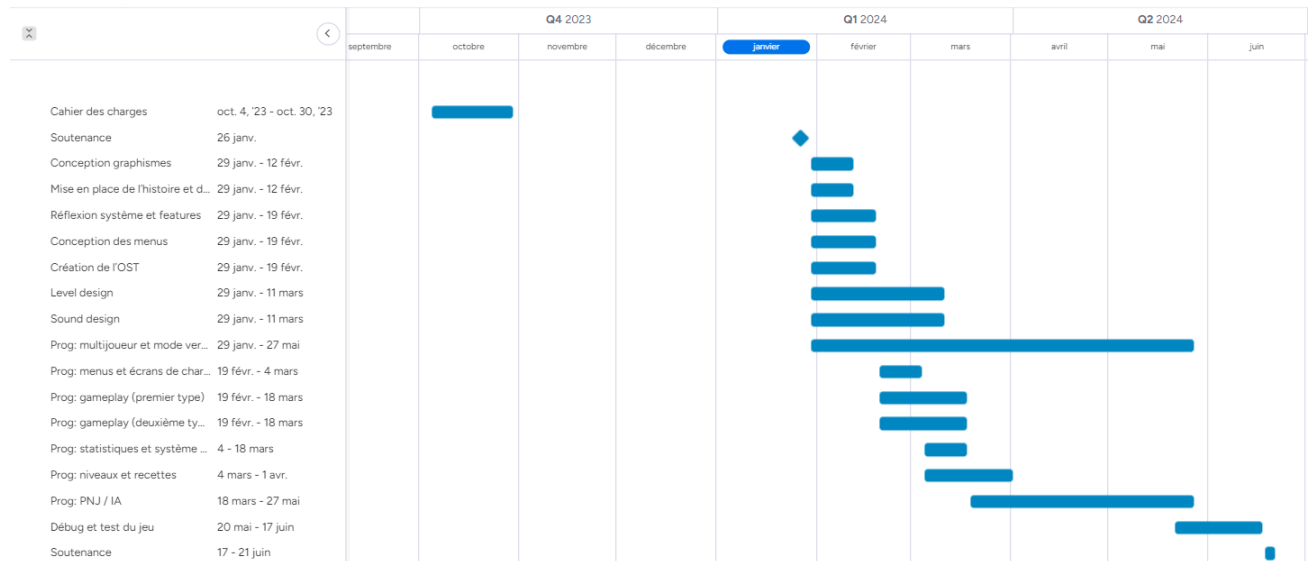 Q4 2023 Q1 2024 Q2 2024
septembre octobre novembre décembre janvier février mars avril mai juin
Cahier des charges oct. 4, '23 - oct. 30, '23
Soutenance 26 janv.
Conception graphismes 29 janv. - 12 févr.
Mise en place de l'histoire et d... 29 janv. - 12 févr.
Réflexion système et features 29 janv. - 19 févr.
Conception des menus 29 janv. - 19 févr.
Création de l'OST 29 janv. - 19 févr.
Level design 29 janv. - 11 mars
Sound design 29 janv. - 11 mars
Prog: multijoueur et mode ver... 29 janv. - 27 mai
Prog: menus et écrans de char... 19 févr. - 4 mars
Prog: gameplay (premier type) 19 févr. - 18 mars
Prog: gameplay (deuxième ty... 19 févr. - 18 mars
Prog: statistiques et système ... 4 - 18 mars
Prog: niveaux et recettes 4 mars - 1 avr.
Prog: PNJ / IA 18 mars - 27 mai
Débug et test du jeu 20 mai - 17 juin
Soutenance 17 - 21 juin